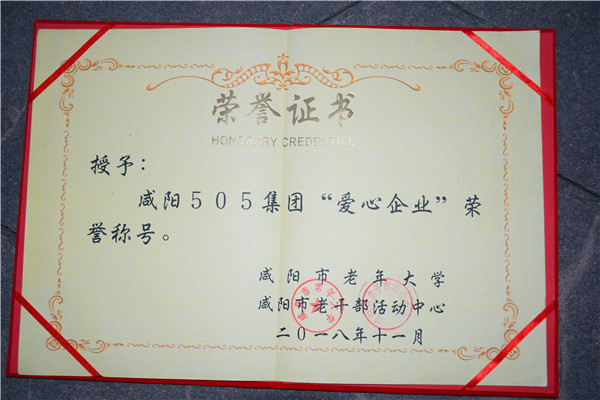 荣誉证书
HONORARY CREDENTIAL
授予：
咸阳505集团“爱心企业”荣
誉称号。
咸阳市老年大学
咸阳市老干部活动中心
二〇一八年十一月